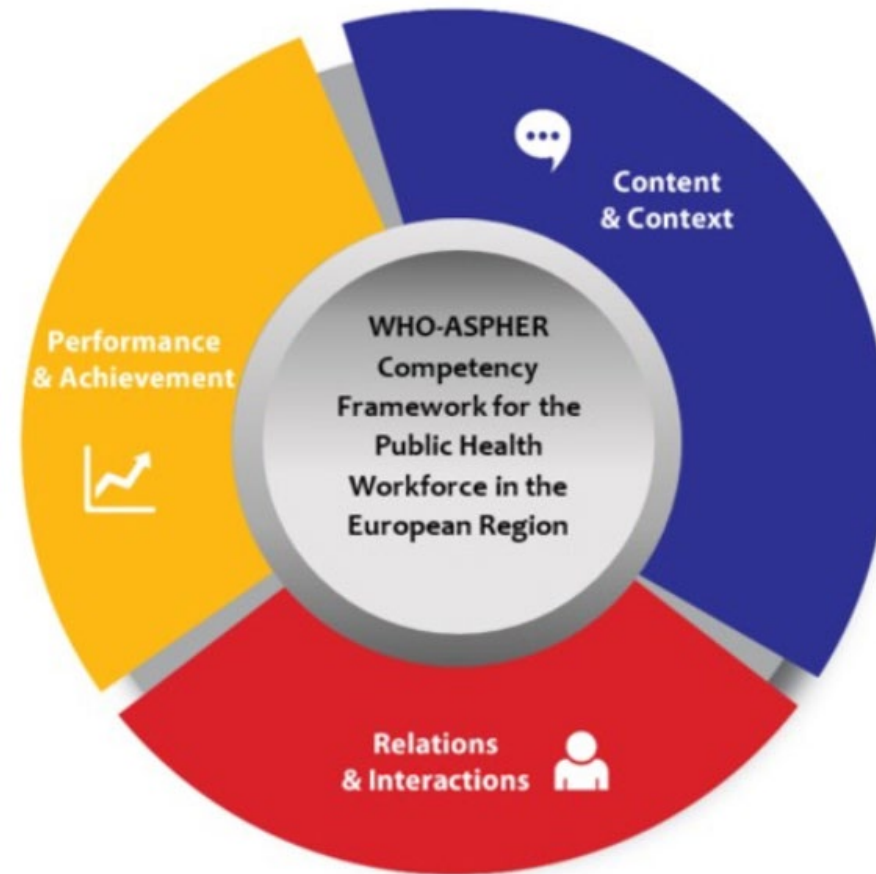 Content
& Context
WHO-ASPHER
Competency
Framework for the
Public Health
Workforce in the
European Region
Performance
& Achievement
Relations
& Interactions